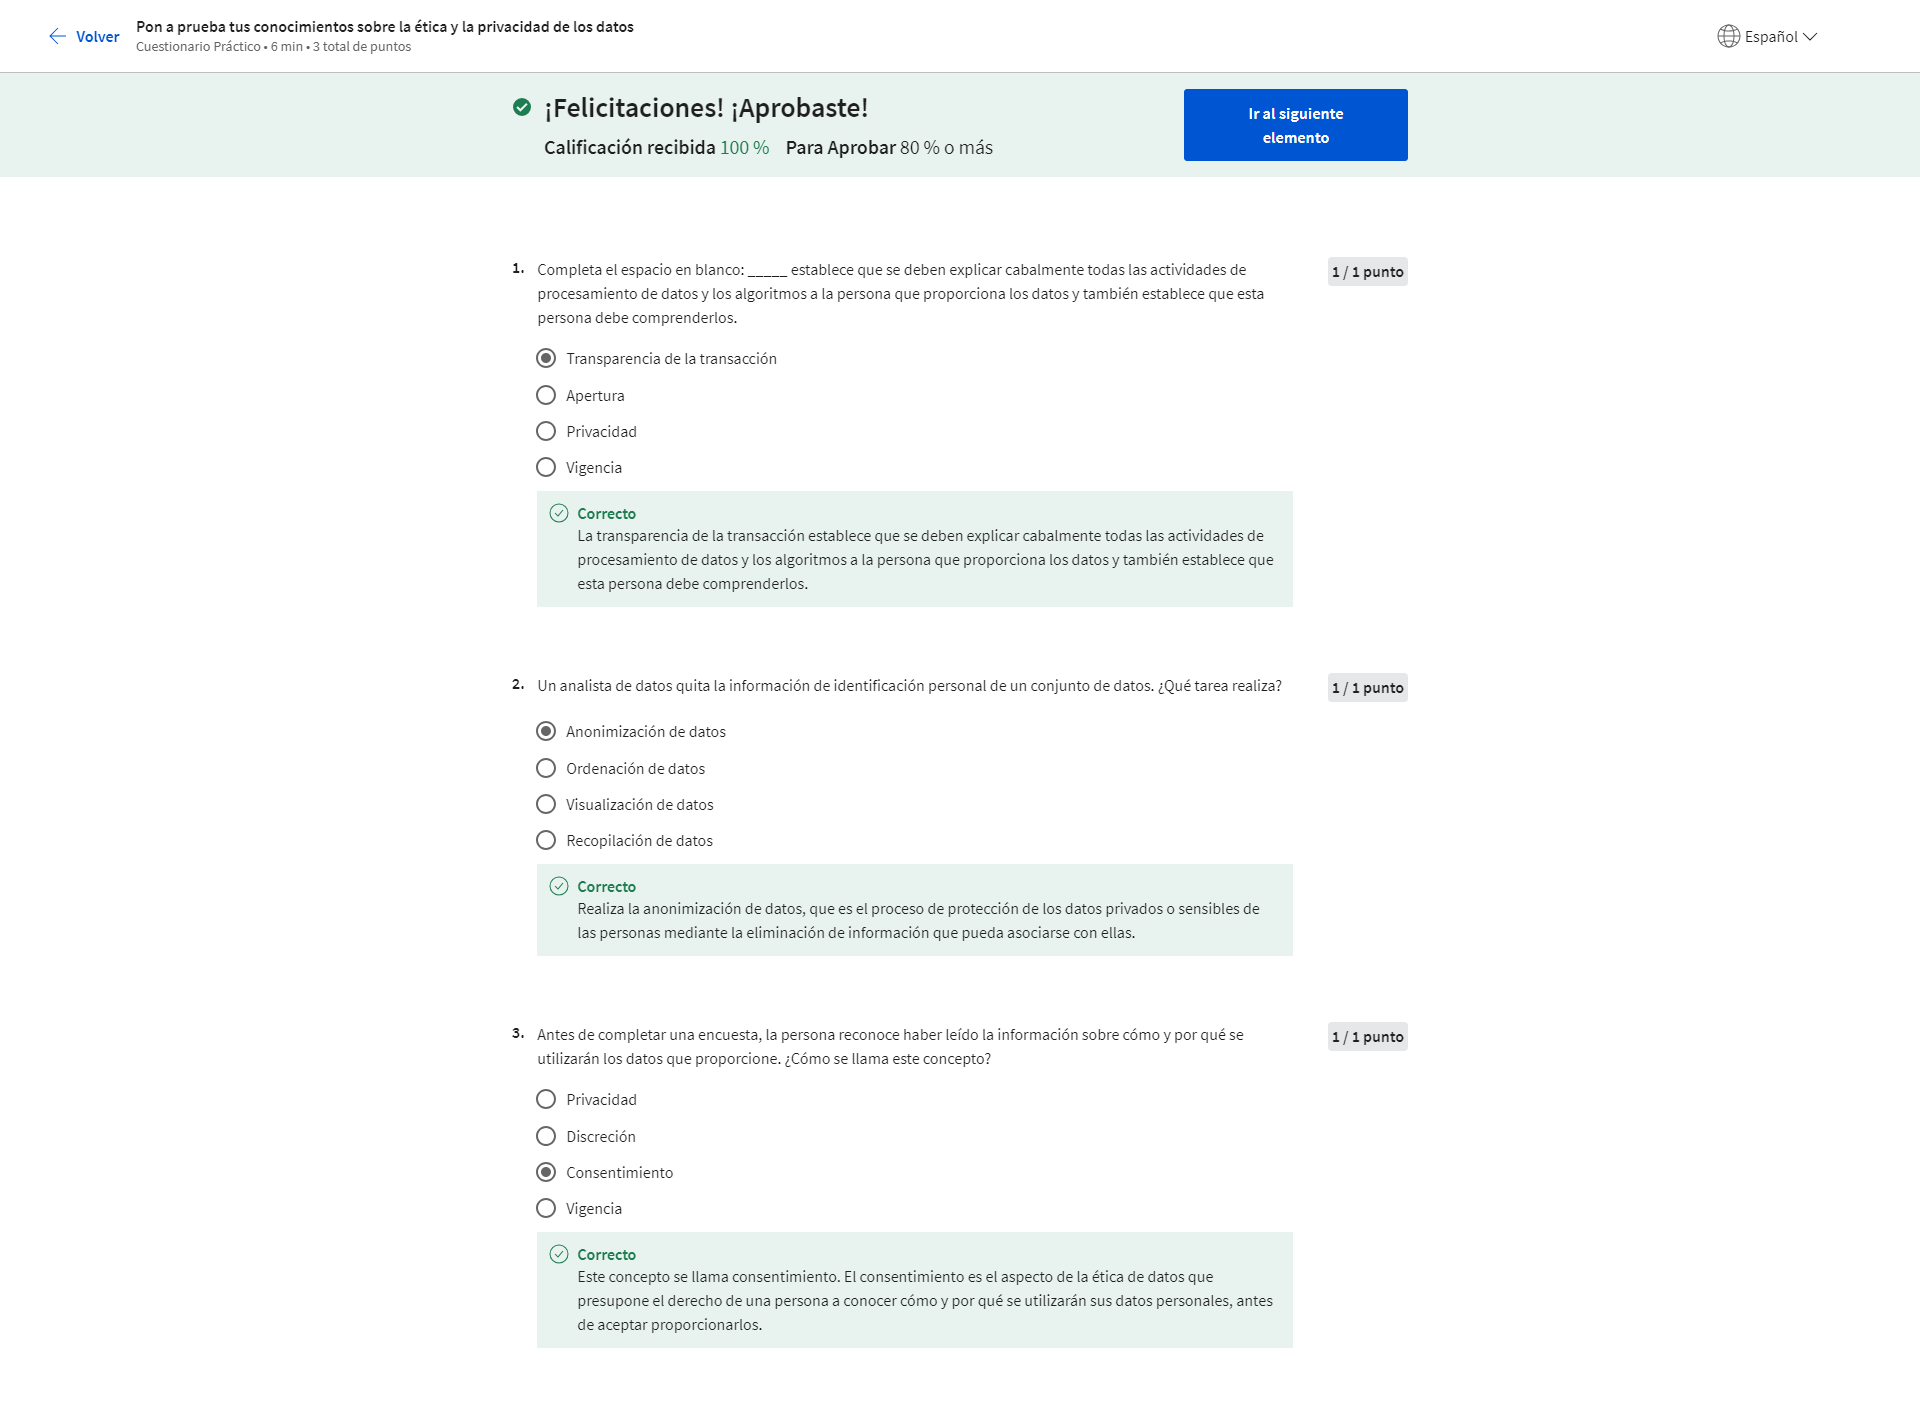 Volver
Pon a prueba tus conocimientos sobre la ética y la privacidad de los datos
Cuestionario Práctico • 6 min • 3 total de puntos
Español
¡Felicitaciones! ¡Aprobaste!
Calificación recibida 100 % Para Aprobar 80 % o más
Ir al siguiente
elemento
1. Completa el espacio en blanco: _____ establece que se deben explicar cabalmente todas las actividades de
procesamiento de datos y los algoritmos a la persona que proporciona los datos y también establece que esta
persona debe comprenderlos.
1 / 1 punto
Transparencia de la transacción
Apertura
Privacidad
Vigencia
Correcto
La transparencia de la transacción establece que se deben explicar cabalmente todas las actividades de
procesamiento de datos y los algoritmos a la persona que proporciona los datos y también establece que
esta persona debe comprenderlos.
2. Un analista de datos quita la información de identificación personal de un conjunto de datos. ¿Qué tarea realiza?
1 / 1 punto
Anonimización de datos
Ordenación de datos
Visualización de datos
Recopilación de datos
Correcto
Realiza la anonimización de datos, que es el proceso de protección de los datos privados o sensibles de
las personas mediante la eliminación de información que pueda asociarse con ellas.
3. Antes de completar una encuesta, la persona reconoce haber leído la información sobre cómo y por qué se
utilizarán los datos que proporcione. ¿Cómo se llama este concepto?
1 / 1 punto
Privacidad
Discreción
Consentimiento
Vigencia
Correcto
Este concepto se llama consentimiento. El consentimiento es el aspecto de la ética de datos que
presupone el derecho de una persona a conocer cómo y por qué se utilizarán sus datos personales, antes
de aceptar proporcionarlos.